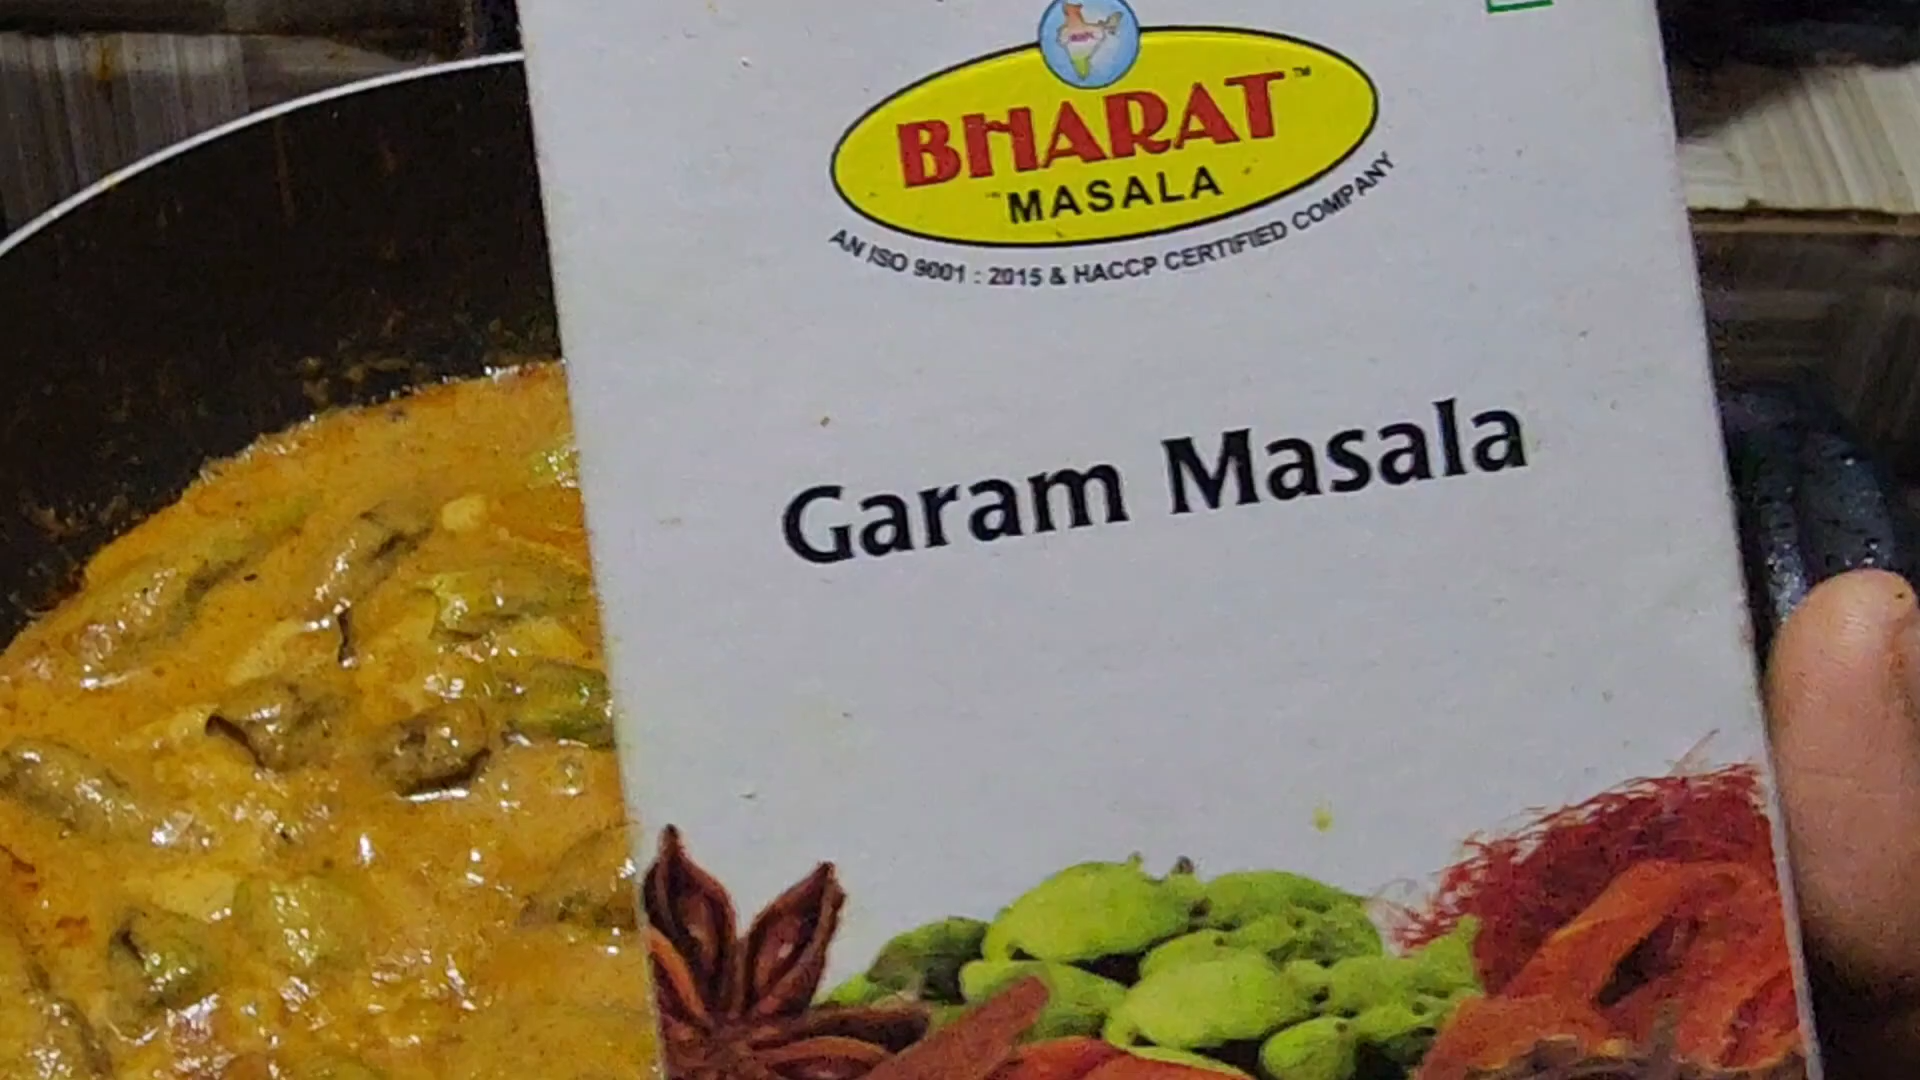 BHARAT™
MASALA
AN ISO 9001 : 2015 & HACCP CERTIFIED COMPANY
Garam Masala